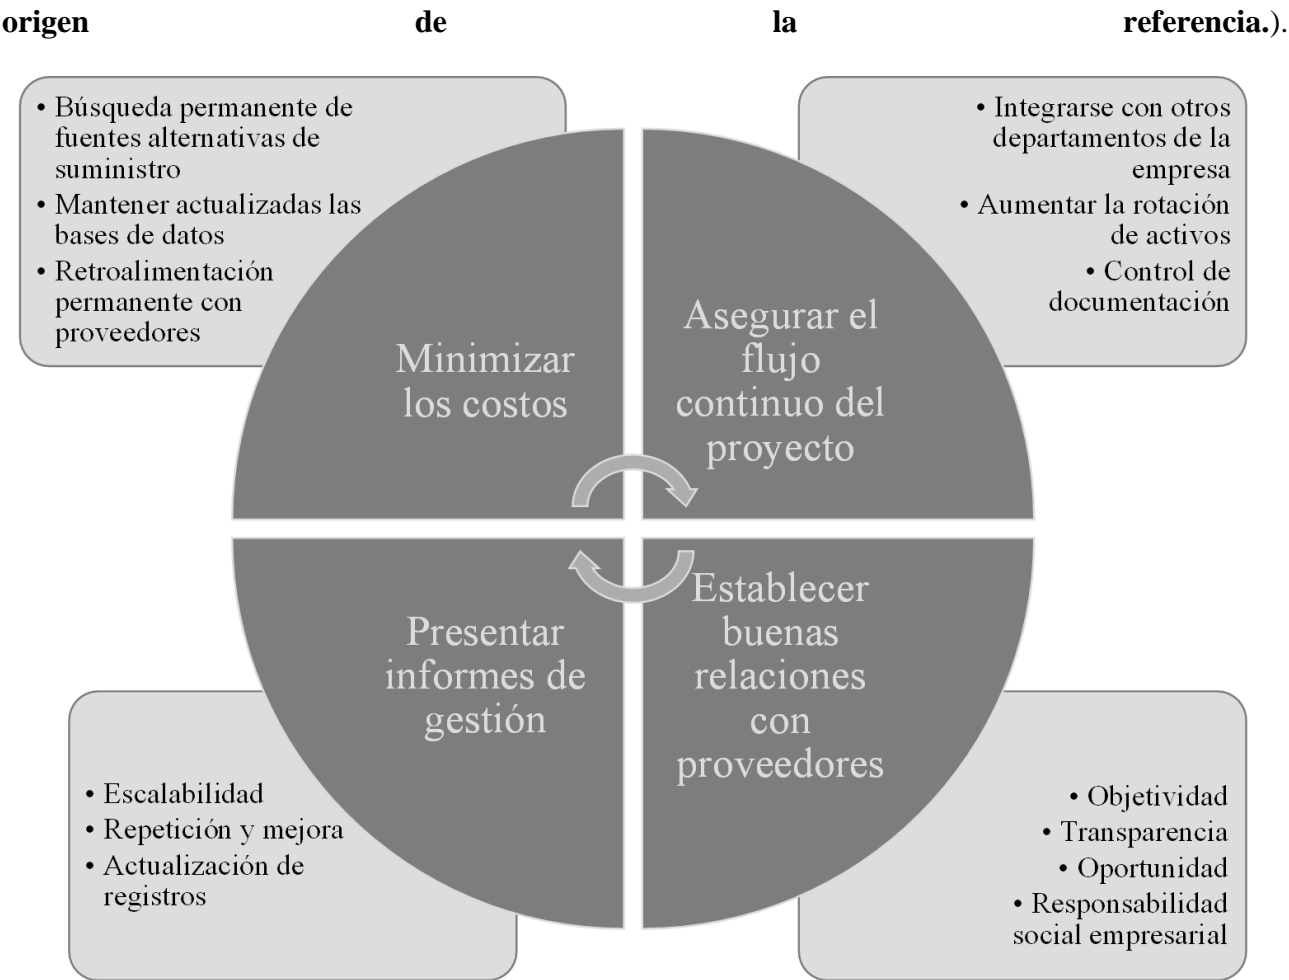 origen de la referencia.).
• Búsqueda permanente de
fuentes alternativas de
suministro
• Mantener actualizadas las
bases de datos
• Retroalimentación
permanente con
proveedores
• Integrarse con otros
departamentos de la
empresa
• Aumentar la rotación
de activos
• Control de
documentación
Minimizar
los costos
Asegurar el
flujo
continuo del
proyecto
Presentar
informes de
gestión
Establecer
buenas
relaciones
con
proveedores
• Escalabilidad
• Repetición y mejora
• Actualización de
registros
• Objetividad
• Transparencia
• Oportunidad
• Responsabilidad
social empresarial